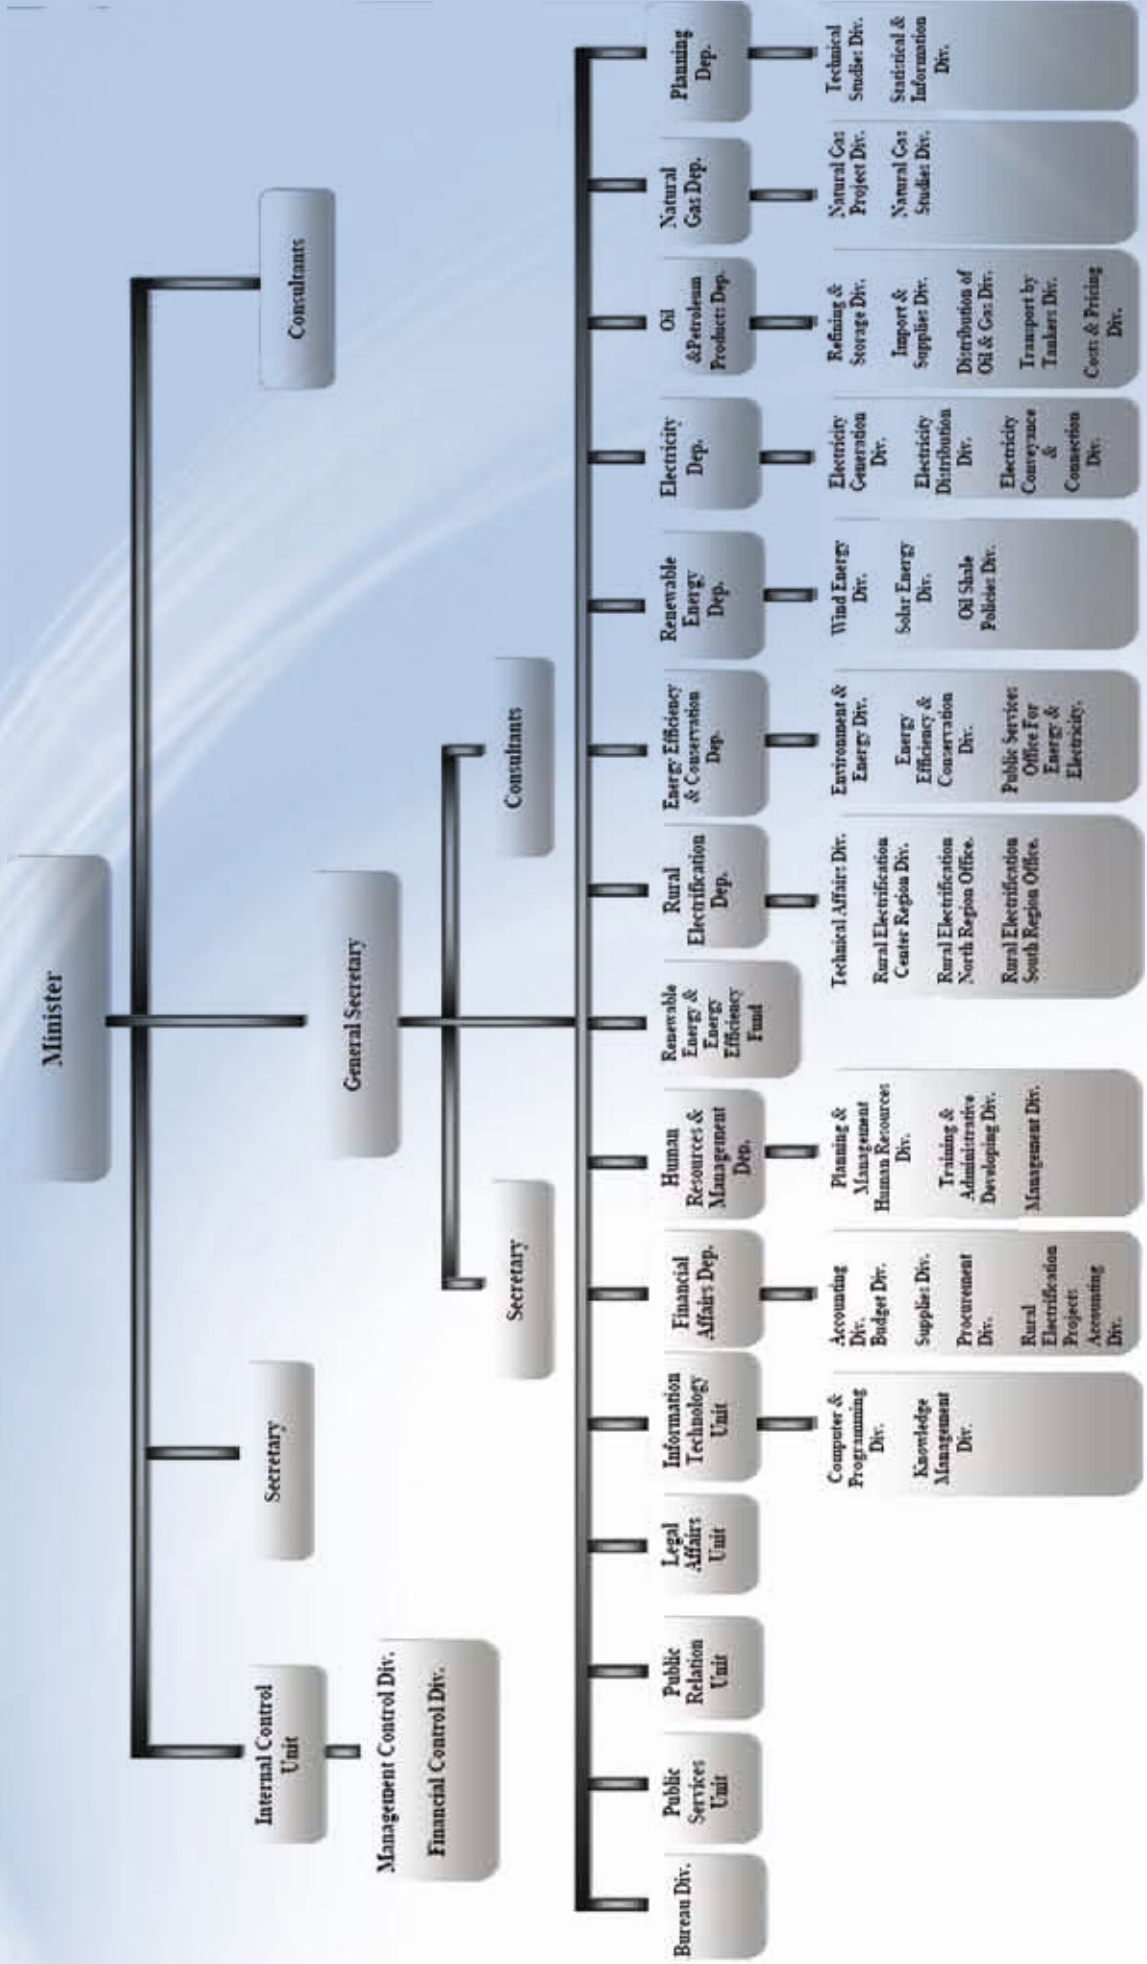 Minister
Consultants
Secretary
Internal Control
Unit
Management Control Div.
Financial Control Div.
General Secretary
Secretary
Consultants
Bureau Div.
Public
Services
Unit
Public
Relation
Unit
Legal
Affairs
Unit
Information
Technology
Unit
Computer &
Programming
Div.
Knowledge
Management
Div.
Financial
Affairs Dep.
Accounting
Div.
Budget Div.
Supplies Div.
Procurement
Div.
Rural
Electrification
Projects
Accounting
Div.
Human
Resources &
Management
Dep.
Planning &
Management
Human Resources
Div.
Training &
Administrative
Developing Div.
Management Div.
Renewable
Energy &
Energy
Efficiency
Fund
Rural
Electrification
Dep.
Technical Affairs Div.
Rural Electrification
Center Region Div.
Rural Electrification
North Region Office.
Rural Electrification
South Region Office.
Energy Efficiency
& Conservation
Dep.
Environment &
Energy Div.
Energy
Efficiency &
Conservation
Div.
Public Services
Office For
Energy &
Electricity.
Renewable
Energy
Dep.
Wind Energy
Div.
Solar Energy
Div.
Oil Shale
Policies Div.
Electricity
Dep.
Electricity
Generation
Div.
Electricity
Distribution
Div.
Electricity
Conveyance
&
Connection
Div.
Oil
&Petroleum
Products Dep.
Refining &
Storage Div.
Import &
Supplies Div.
Distribution of
Oil & Gas Div.
Transport by
Tankers Div.
Costs & Pricing
Div.
Natural
Gas Dep.
Natural Gas
Project Div.
Natural Gas
Studies Div.
Planning
Dep.
Technical
Studies Div.
Statistical &
Information
Div.